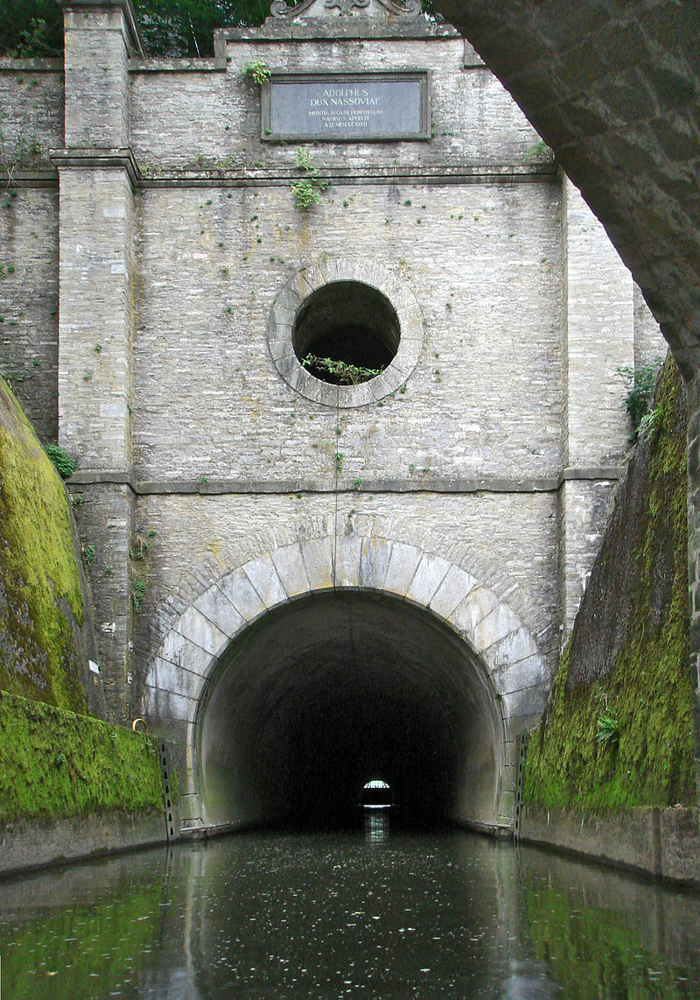 ADOLPHUS
DUX NASSOVIAE
MONTIS JUGUM PERFOSSUM
NAVIBUS APERUIT
A.D. MDCCCXLVII